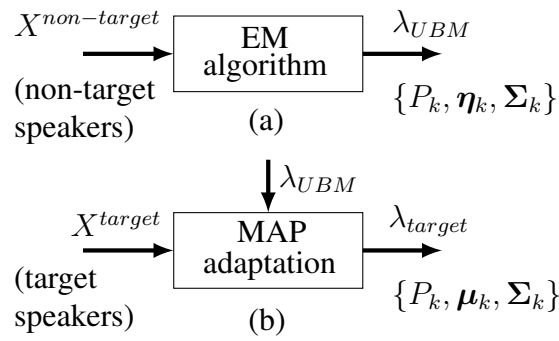 X^{non-target}
EM
algorithm
λ_{UBM}
(non-target
speakers)
{P_k, η_k, Σ_k}
(a)
λ_{UBM}
X^{target}
MAP
adaptation
λ_{target}
(target
speakers)
{P_k, μ_k, Σ_k}
(b)